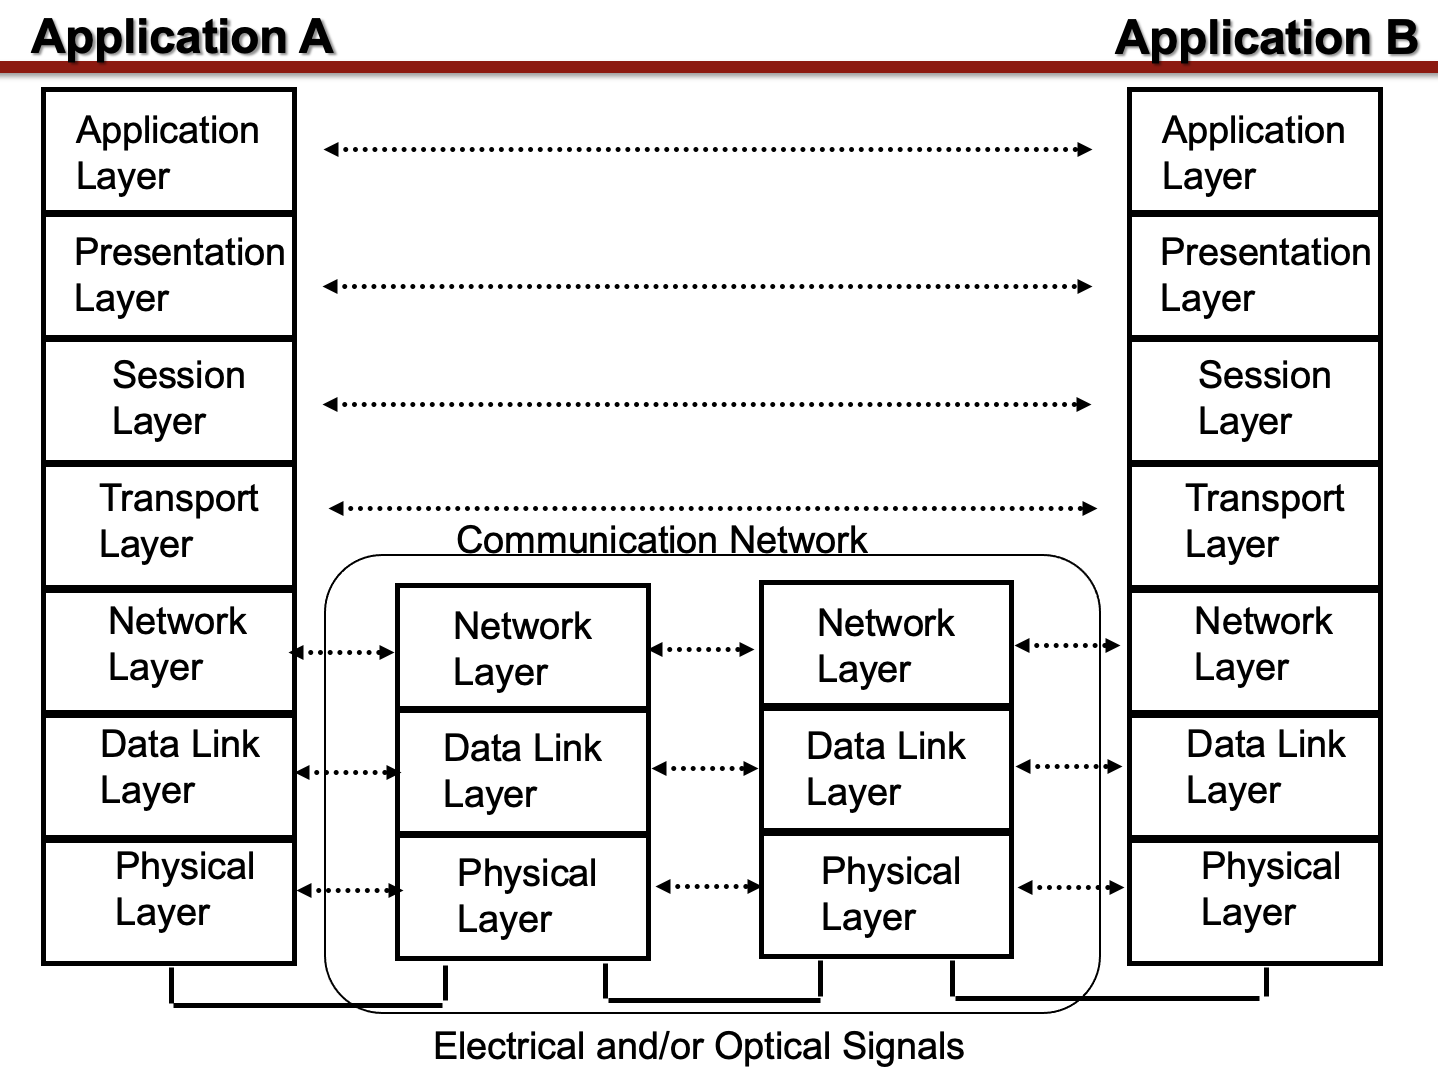 Application A
Application B
Application
Layer
Presentation
Layer
Session
Layer
Transport
Layer
Network
Layer
Data Link
Layer
Physical
Layer
Communication Network
Network
Layer
Data Link
Layer
Physical
Layer
Network
Layer
Data Link
Layer
Physical
Layer
Application
Layer
Presentation
Layer
Session
Layer
Transport
Layer
Network
Layer
Data Link
Layer
Physical
Layer
Electrical and/or Optical Signals